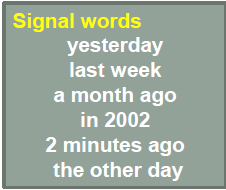 Signal words
yesterday
last week
a month ago
in 2002
2 minutes ago
the other day